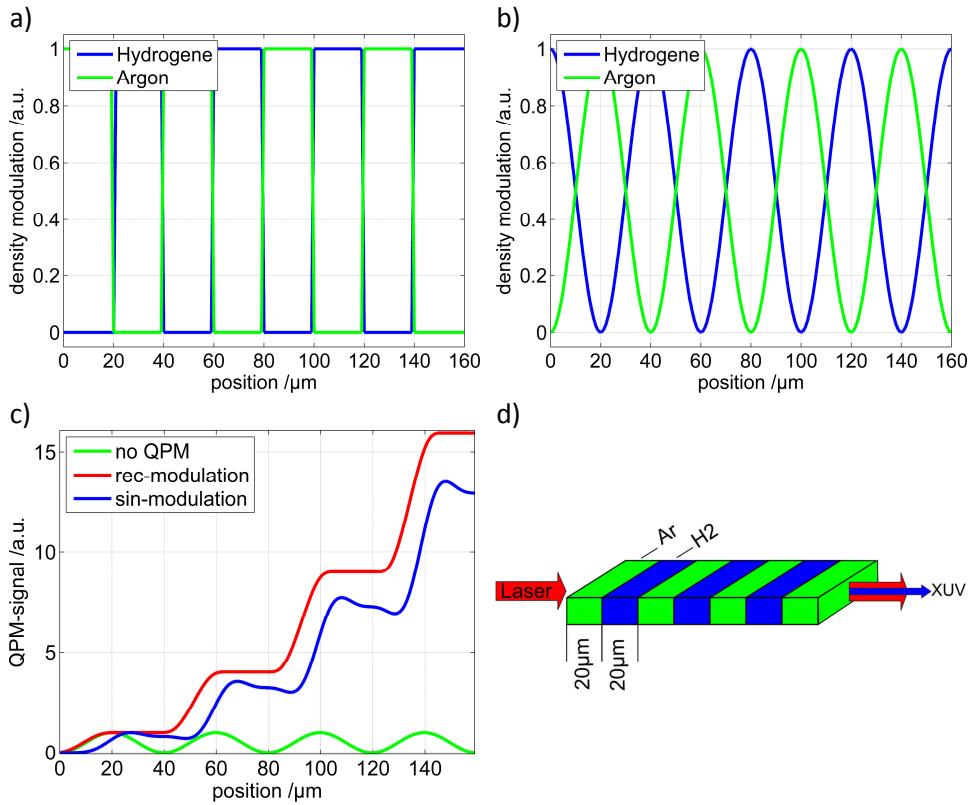 a)
Hydrogene
Argon
density modulation /a.u.
1
0.8
0.6
0.4
0.2
0
0 20 40 60 80 100 120 140 160
position /µm
b)
Hydrogene
Argon
density modulation /a.u.
1
0.8
0.6
0.4
0.2
0
0 20 40 60 80 100 120 140 160
position /µm
c)
no QPM
rec-modulation
sin-modulation
QPM-signal /a.u.
15
10
5
0
0 20 40 60 80 100 120 140
position /µm
d)
Ar
H2
Laser
XUV
20µm
20µm